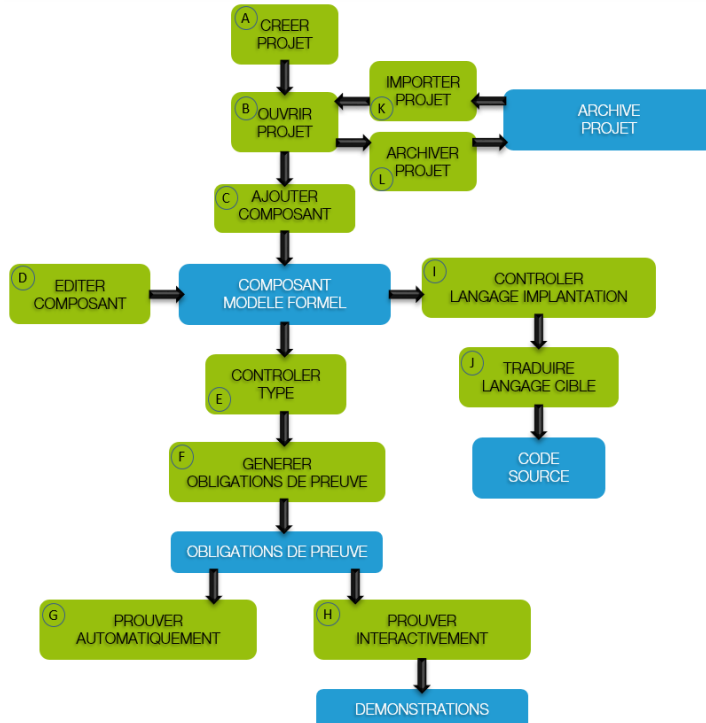 A
CREER
PROJET
B
OUVRIR
PROJET
IMPORTER
PROJET
K
ARCHIVE
PROJET
ARCHIVER
PROJET
L
C
AJOUTER
COMPOSANT
D
EDITER
COMPOSANT
COMPOSANT
MODELE FORMEL
I
CONTROLER
LANGAGE IMPLANTATION
J
TRADUIRE
LANGAGE CIBLE
CODE
SOURCE
CONTROLER
TYPE
E
F
GENERER
OBLIGATIONS DE PREUVE
OBLIGATIONS DE PREUVE
G
PROUVER
AUTOMATIQUEMENT
H
PROUVER
INTERACTIVEMENT
DEMONSTRATIONS